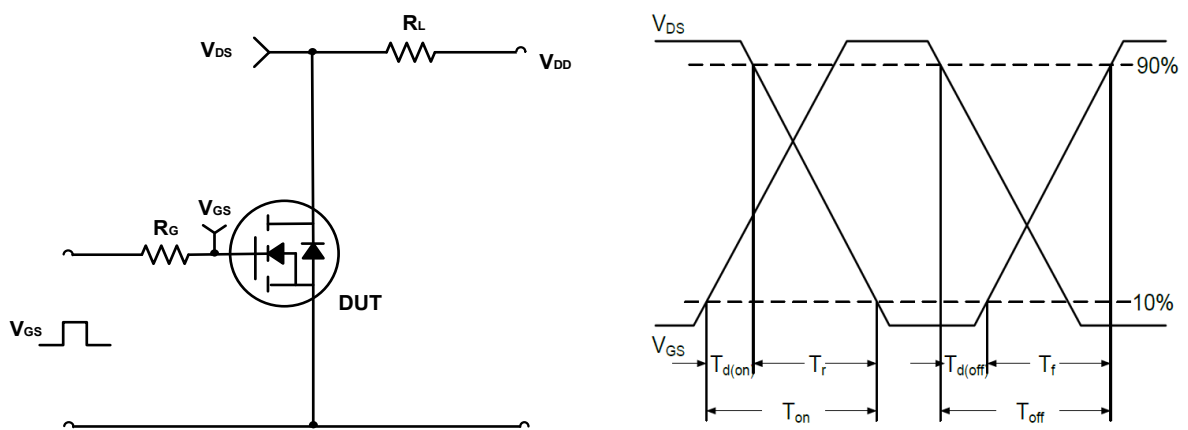 RL
VDS
VDD
VGS
RG
DUT
VGS
VDS
90%
10%
VGS
Td(on)
Tr
Td(off)
Tf
Ton
Toff